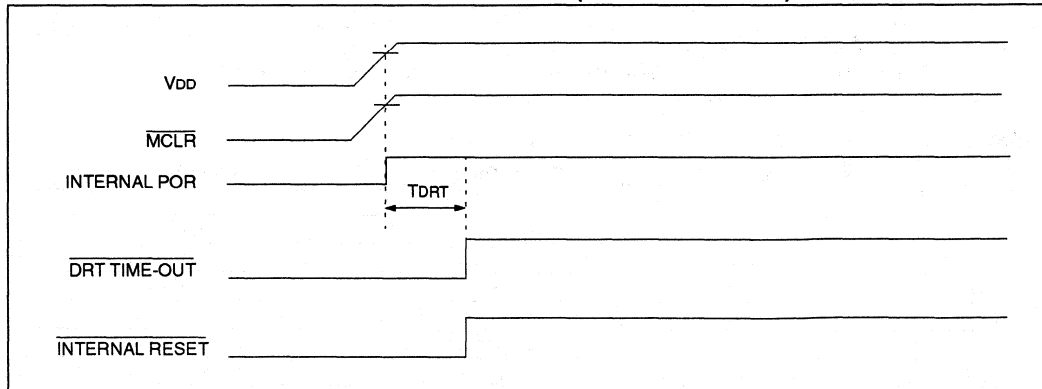 VDD
MCLR
INTERNAL POR
TDRT
DRT TIME-OUT
INTERNAL RESET